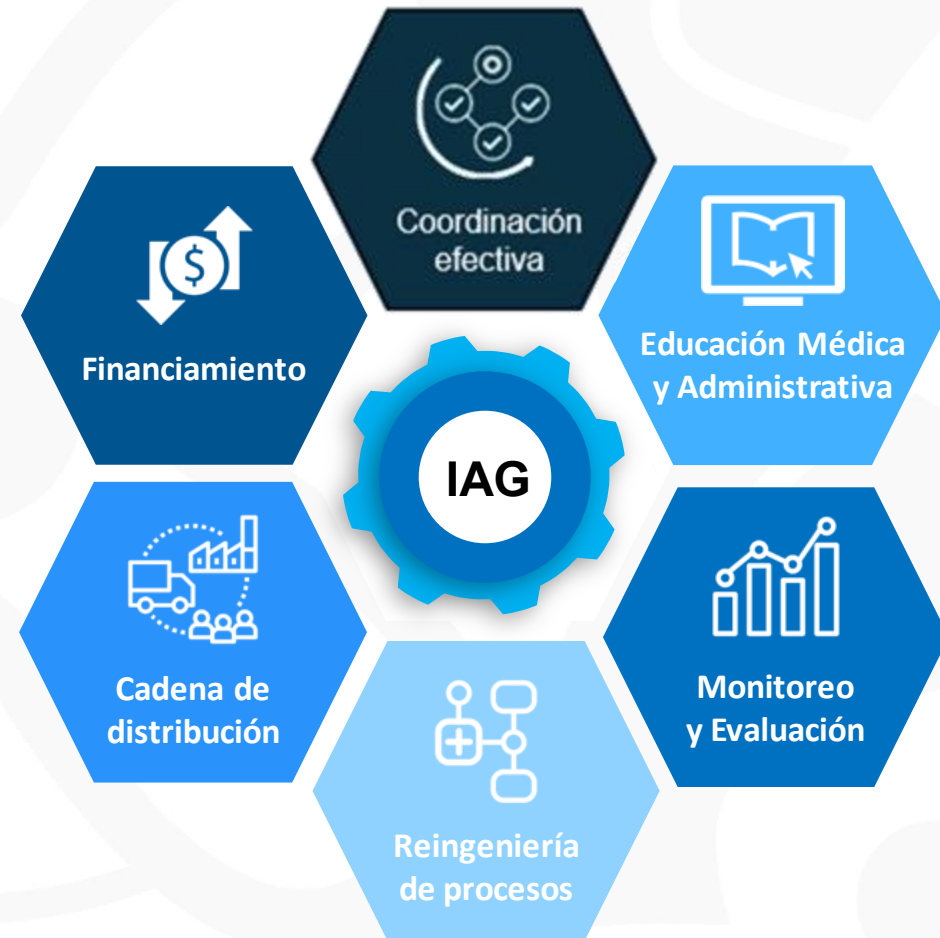 Coordinación
efectiva
Financiamiento
Educación Médica
y Administrativa
IAG
Cadena de
distribución
Monitoreo
y Evaluación
Reingeniería
de procesos
$